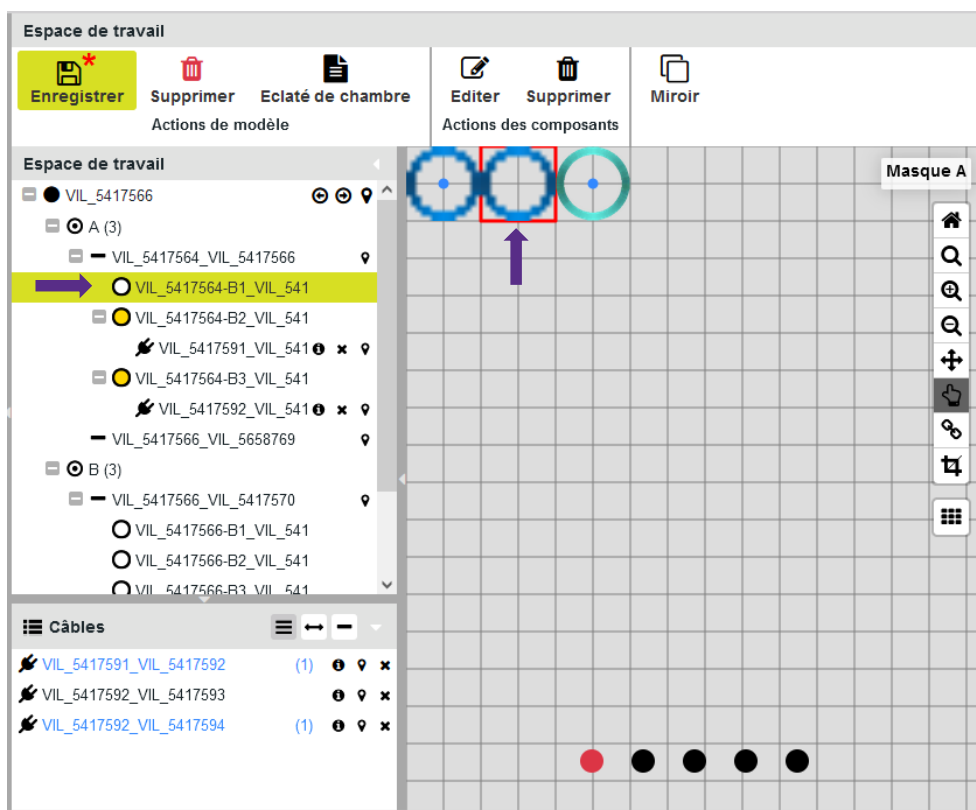 Espace de travail
Enregistrer Supprimer Eclaté de chambre Editer Supprimer Miroir
Actions de modèle Actions des composants
Espace de travail
Masque A
VIL_5417566
A (3)
VIL_5417564_VIL_5417566
VIL_5417564-B1_VIL_541
VIL_5417564-B2_VIL_541
VIL_5417591_VIL_541
VIL_5417564-B3_VIL_541
VIL_5417592_VIL_541
VIL_5417566_VIL_5658769
B (3)
VIL_5417566_VIL_5417570
VIL_5417566-B1_VIL_541
VIL_5417566-B2_VIL_541
VIL_5417566-B3_VIL_541
Câbles
VIL_5417591_VIL_5417592 (1)
VIL_5417592_VIL_5417593
VIL_5417592_VIL_5417594 (1)